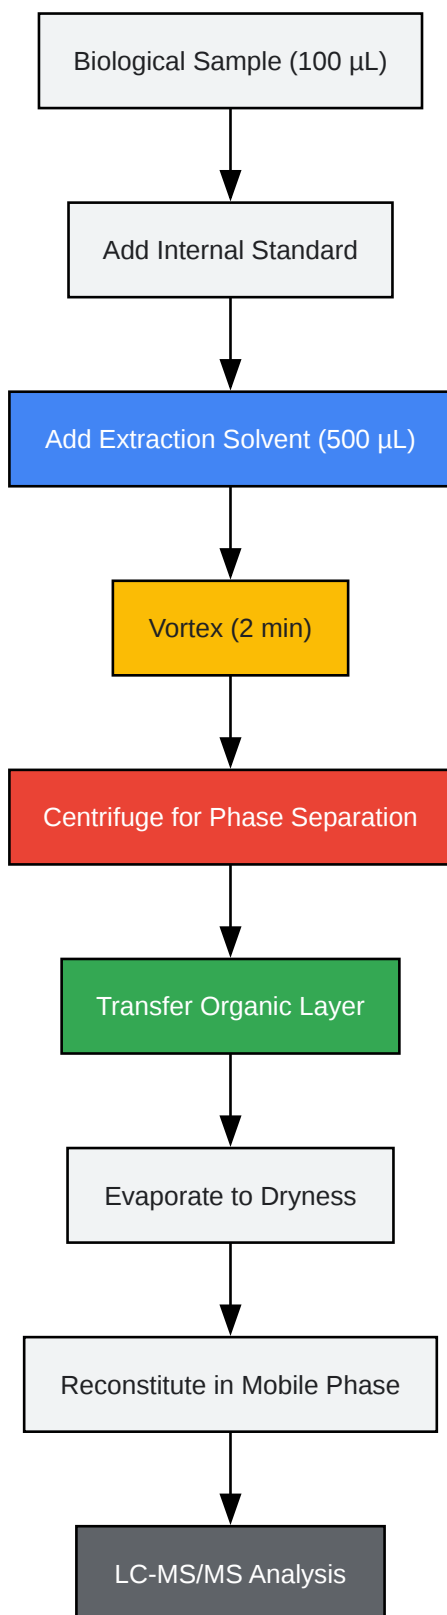 Biological Sample (100 µL)
Add Internal Standard
Add Extraction Solvent (500 µL)
Vortex (2 min)
Centrifuge for Phase Separation
Transfer Organic Layer
Evaporate to Dryness
Reconstitute in Mobile Phase
LC-MS/MS Analysis